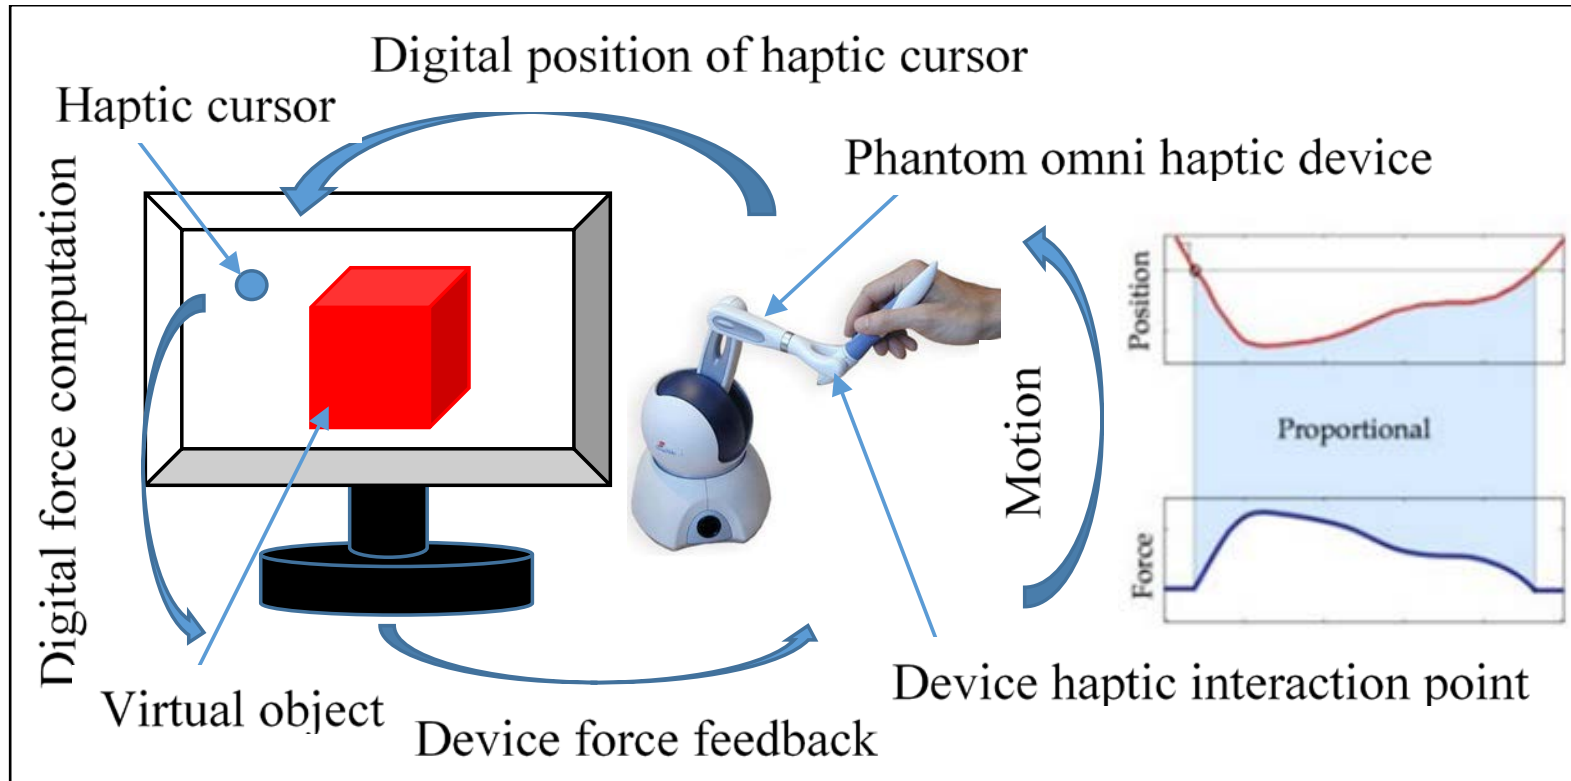 Digital position of haptic cursor
Haptic cursor
Phantom omni haptic device
Digital force computation
Position
Proportional
Motion
Force
Device haptic interaction point
Virtual object
Device force feedback